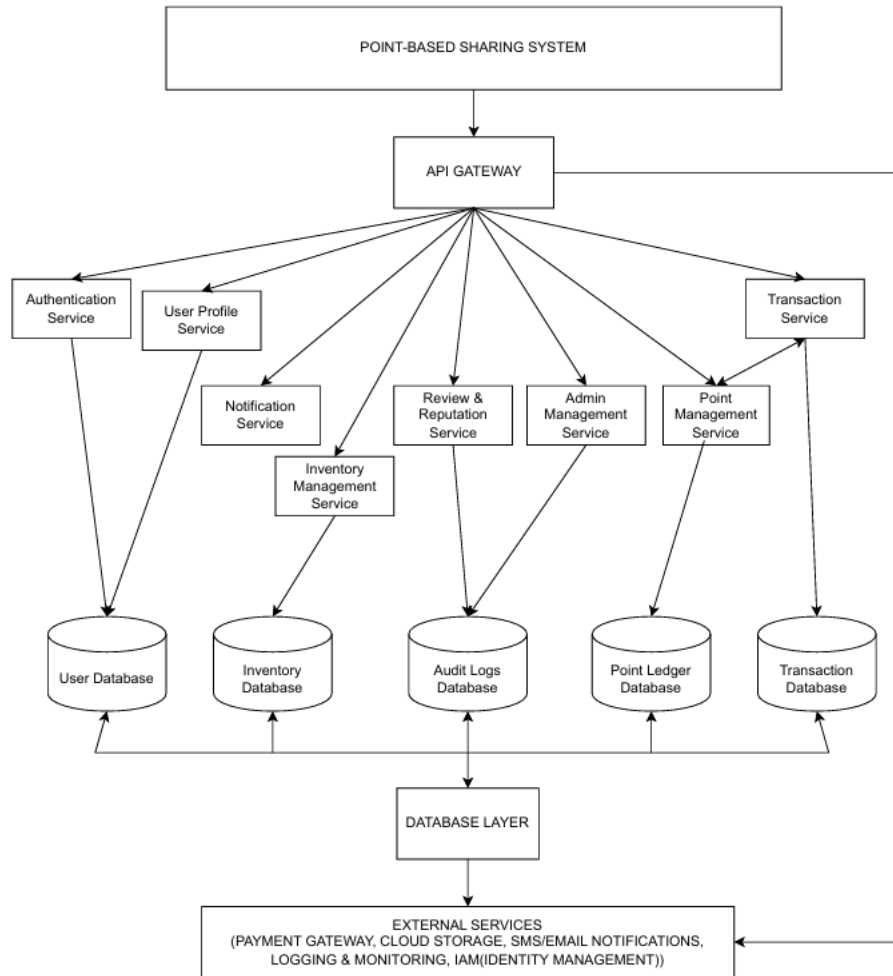 POINT-BASED SHARING SYSTEM
API GATEWAY
Authentication
Service
User Profile
Service
Transaction
Service
Notification
Service
Review &
Reputation
Service
Admin
Management
Service
Point
Management
Service
Inventory
Management
Service
User Database
Inventory
Database
Audit Logs
Database
Point Ledger
Database
Transaction
Database
DATABASE LAYER
EXTERNAL SERVICES
(PAYMENT GATEWAY, CLOUD STORAGE, SMS/EMAIL NOTIFICATIONS,
LOGGING & MONITORING, IAM(IDENTITY MANAGEMENT))